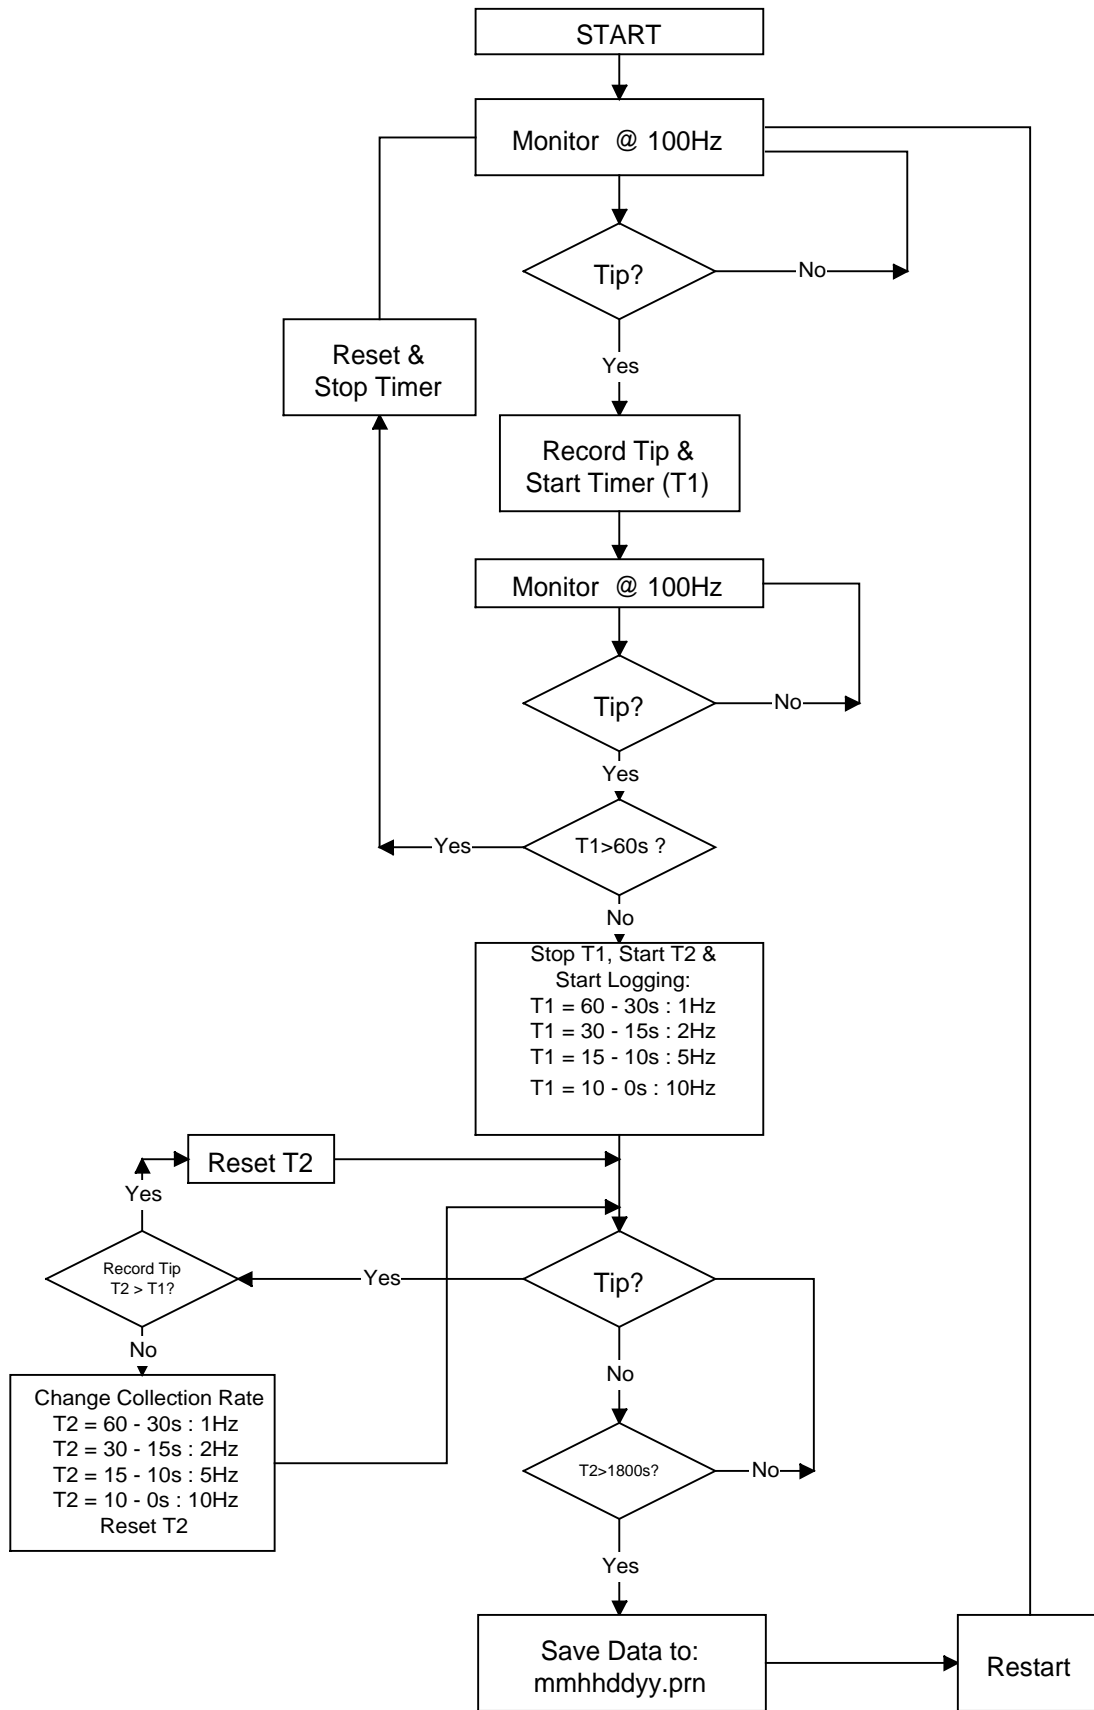 START
Monitor @ 100Hz
Tip?
No
Reset &
Stop Timer
Yes
Record Tip &
Start Timer (T1)
Monitor @ 100Hz
Tip?
No
Yes
T1>60s ?
Yes
No
Stop T1, Start T2 &
Start Logging:
T1 = 60 - 30s : 1Hz
T1 = 30 - 15s : 2Hz
T1 = 15 - 10s : 5Hz
T1 = 10 - 0s : 10Hz
Reset T2
Yes
Record Tip
T2 > T1?
Yes
Tip?
No
No
Change Collection Rate
T2 = 60 - 30s : 1Hz
T2 = 30 - 15s : 2Hz
T2 = 15 - 10s : 5Hz
T2 = 10 - 0s : 10Hz
Reset T2
T2>1800s?
No
Yes
Save Data to:
mmhhddyy.prn
Restart